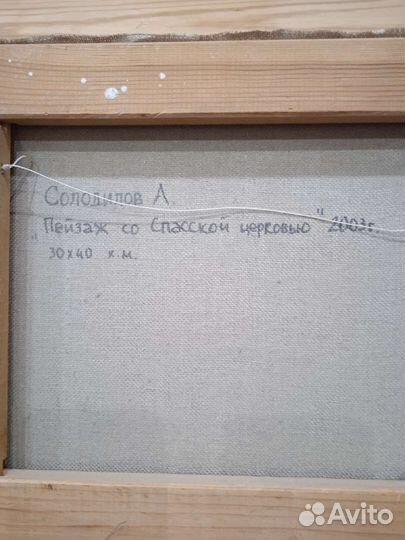 Солодилов А.
"Пейзаж со Спасской церковью" 2003г.
30х40 х.м.
Avito